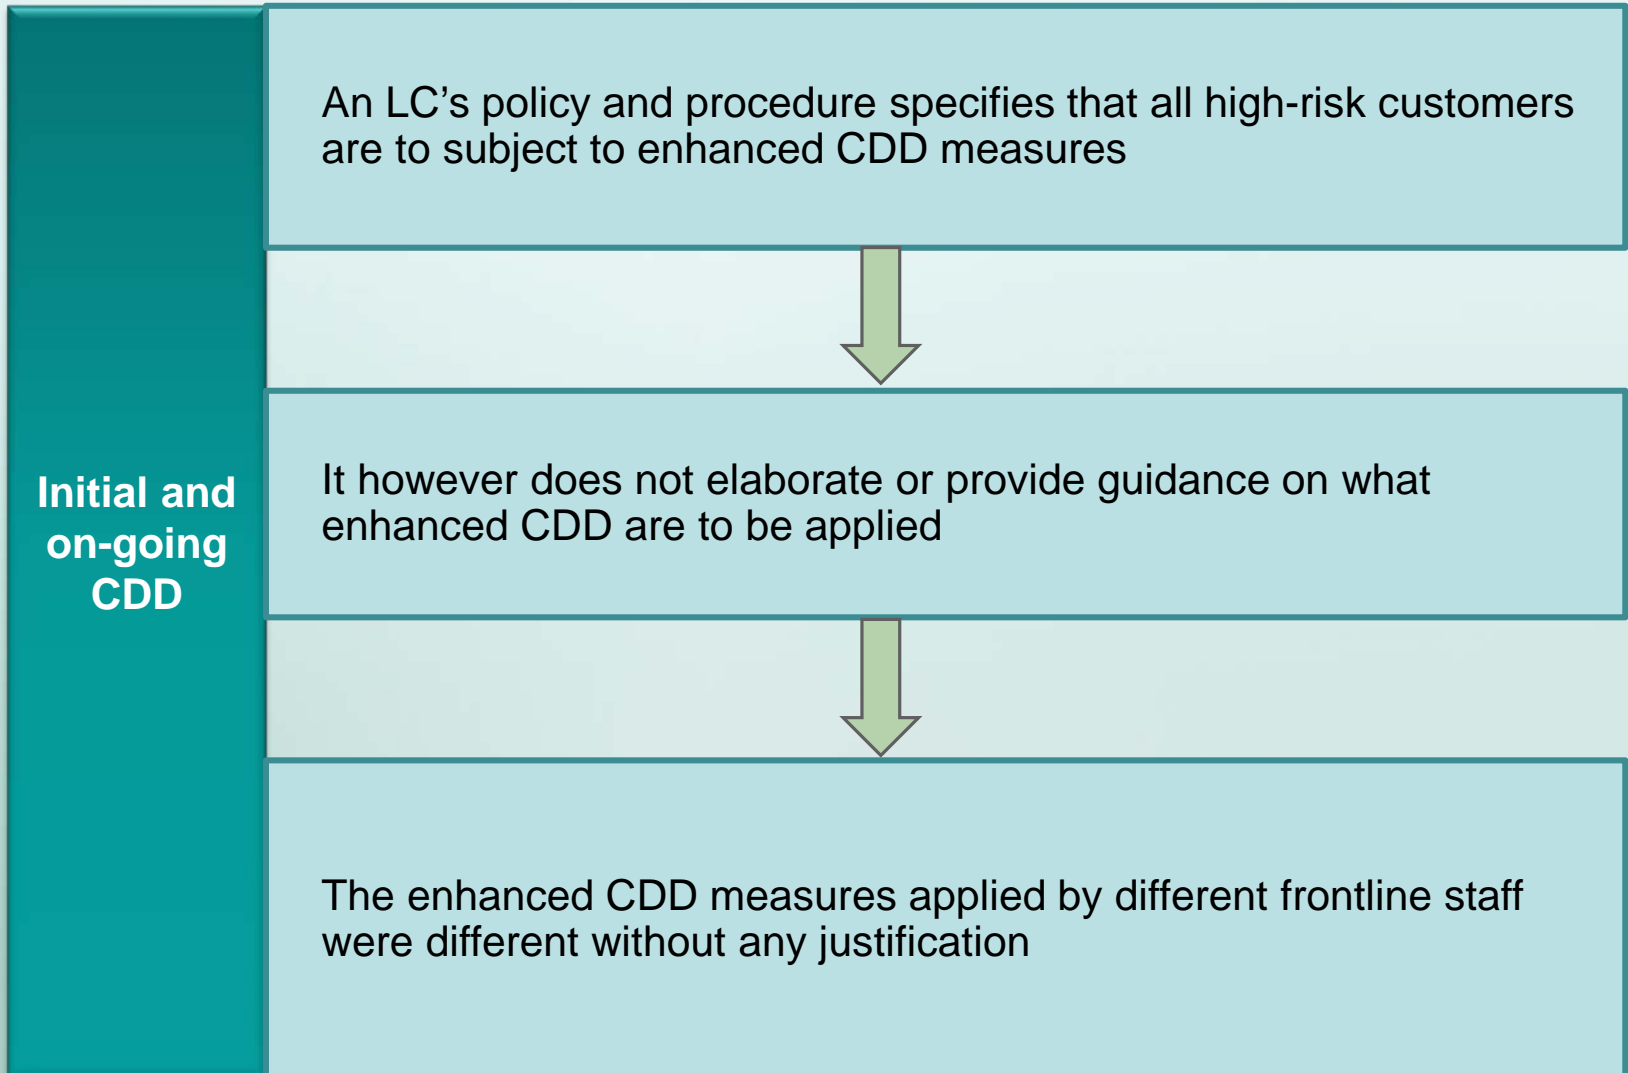 Initial and
on-going
CDD
An LC’s policy and procedure specifies that all high-risk customers
are to subject to enhanced CDD measures
It however does not elaborate or provide guidance on what
enhanced CDD are to be applied
The enhanced CDD measures applied by different frontline staff
were different without any justification